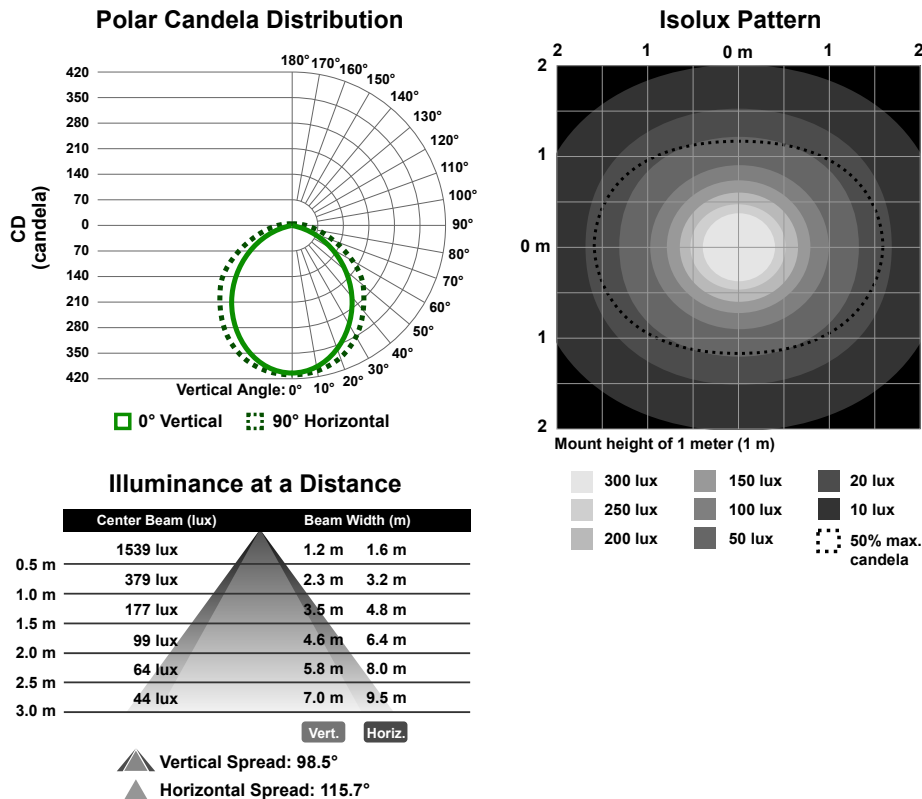 Polar Candela Distribution
180°
170°
160°
150°
140°
130°
120°
110°
100°
90°
80°
70°
60°
50°
40°
30°
20°
10°
Vertical Angle: 0°
420
350
280
210
140
70
0
70
140
210
280
350
420
CD
(candela)
0° Vertical
90° Horizontal
Isolux Pattern
2 1 0 m 1 2
2
1
0 m
1
2
Mount height of 1 meter (1 m)
300 lux 150 lux 20 lux
250 lux 100 lux 10 lux
200 lux 50 lux 50% max.
candela
Illuminance at a Distance
Center Beam (lux) Beam Width (m)
1539 lux 1.2 m 1.6 m
0.5 m
379 lux 2.3 m 3.2 m
1.0 m
177 lux 3.5 m 4.8 m
1.5 m
99 lux 4.6 m 6.4 m
2.0 m
64 lux 5.8 m 8.0 m
2.5 m
44 lux 7.0 m 9.5 m
3.0 m
Vert. Horiz.
Vertical Spread: 98.5°
Horizontal Spread: 115.7°